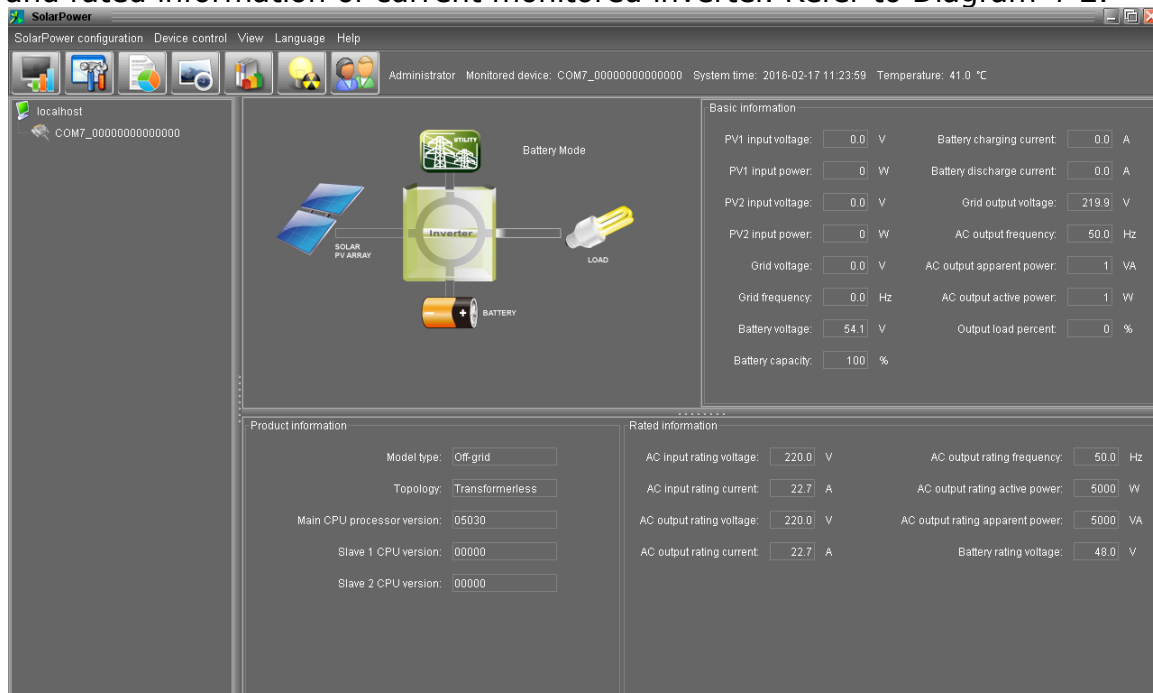 and rated information of current monitored inverter. Refer to Diagram
SolarPower
SolarPower configuration Device control View Language Help
Administrator Monitored device: COM7_00000000000000 System time: 2016-02-17 11:23:59 Temperature: 41.0 ℃
localhost
COM7_00000000000000
UTILITY
Battery Mode
SOLAR
PV ARRAY
Inverter
LOAD
BATTERY
Basic information
PV1 input voltage: 0.0 V Battery charging current: 0.0 A
PV1 input power: 0 W Battery discharge current: 0.0 A
PV2 input voltage: 0.0 V Grid output voltage: 219.9 V
PV2 input power: 0 W AC output frequency: 50.0 Hz
Grid voltage: 0.0 V AC output apparent power: 1 VA
Grid frequency: 0.0 Hz AC output active power: 1 W
Battery voltage: 54.1 V Output load percent: 0 %
Battery capacity: 100 %
Product information
Model type: Off-grid
Topology: Transformerless
Main CPU processor version: 05030
Slave 1 CPU version: 00000
Slave 2 CPU version: 00000
Rated information
AC input rating voltage: 220.0 V AC output rating frequency: 50.0 Hz
AC input rating current: 22.7 A AC output rating active power: 5000 W
AC output rating voltage: 220.0 V AC output rating apparent power: 5000 VA
AC output rating current: 22.7 A Battery rating voltage: 48.0 V